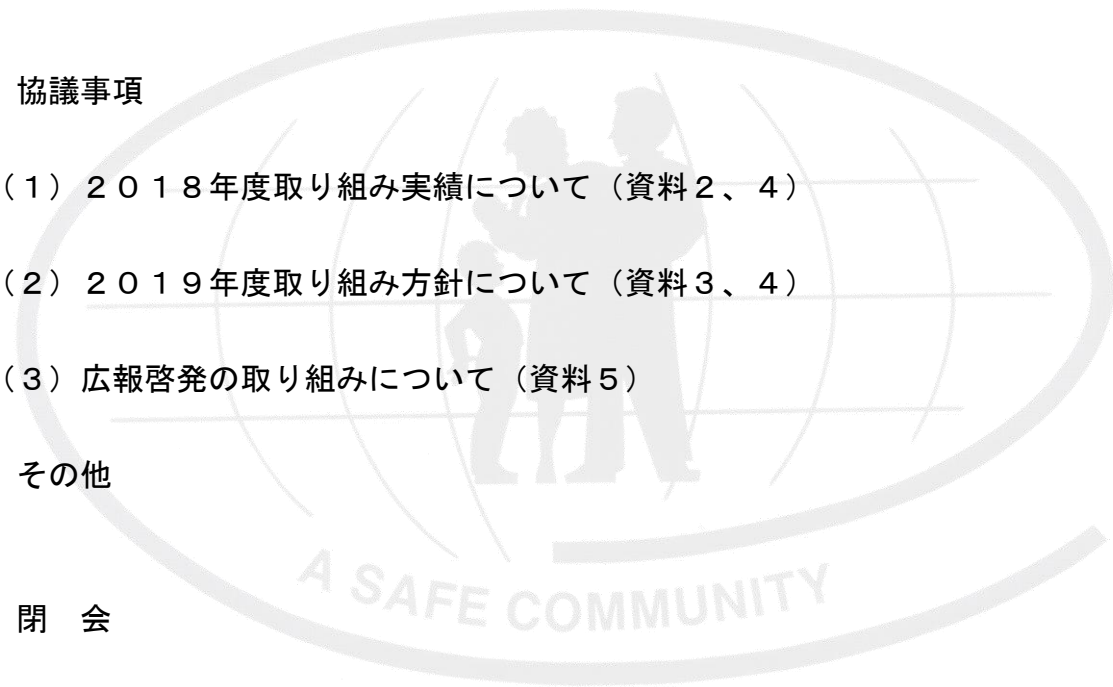 協議事項
（１）２０１８年度取り組み実績について（資料２、４）
（２）２０１９年度取り組み方針について（資料３、４）
（３）広報啓発の取り組みについて（資料５）
その他
A SAFE COMMUNITY
閉　会